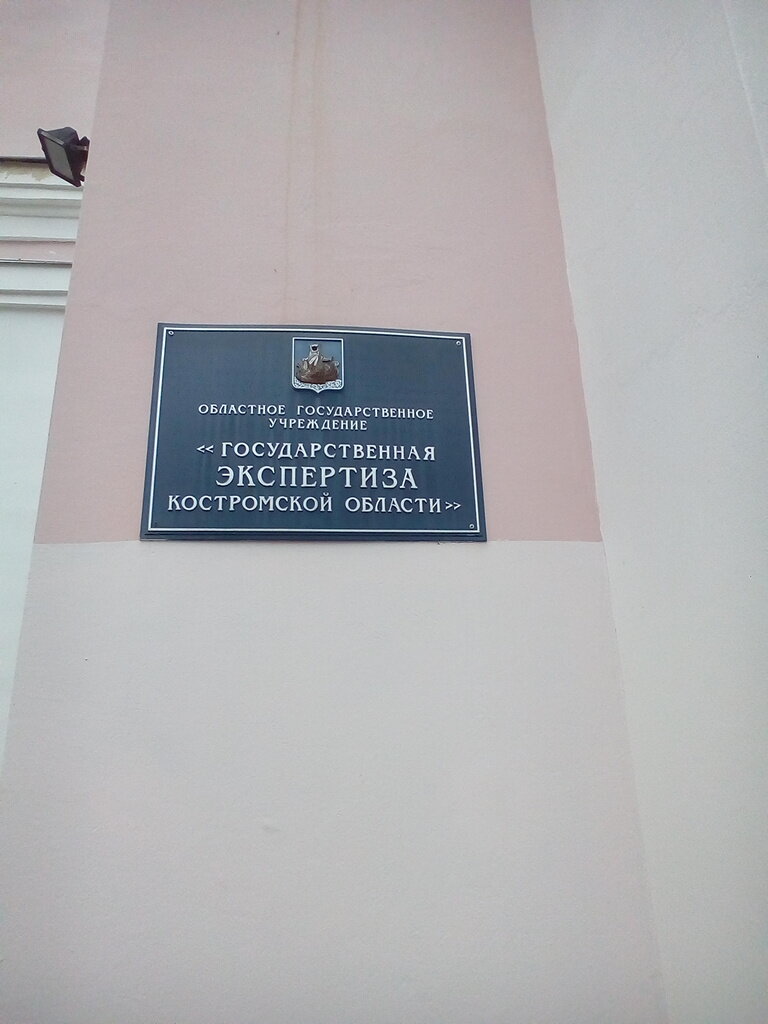 ОБЛАСТНОЕ ГОСУДАРСТВЕННОЕ
УЧРЕЖДЕНИЕ
<< ГОСУДАРСТВЕННАЯ
ЭКСПЕРТИЗА
КОСТРОМСКОЙ ОБЛАСТИ>>